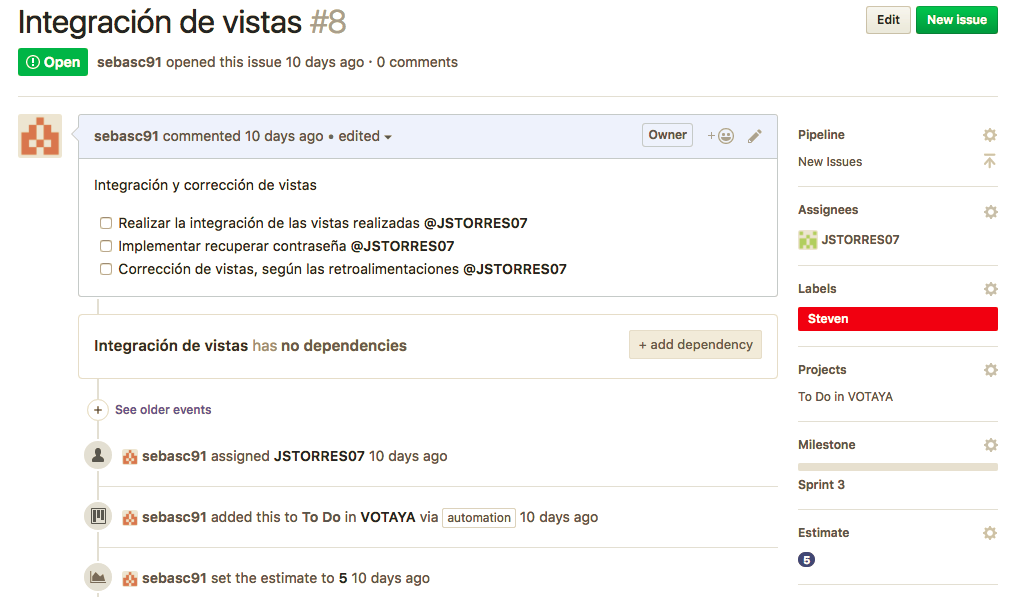 Integración de vistas #8
Edit
New issue
Open
sebasc91 opened this issue 10 days ago · 0 comments
sebasc91 commented 10 days ago • edited
Owner
Integración y corrección de vistas
Realizar la integración de las vistas realizadas @JSTORRES07
Implementar recuperar contraseña @JSTORRES07
Corrección de vistas, según las retroalimentaciones @JSTORRES07
Integración de vistas has no dependencies
+ add dependency
See older events
sebasc91 assigned JSTORRES07 10 days ago
sebasc91 added this to To Do in VOTAYA via automation 10 days ago
sebasc91 set the estimate to 5 10 days ago
Pipeline
New Issues
Assignees
JSTORRES07
Labels
Steven
Projects
To Do in VOTAYA
Milestone
Sprint 3
Estimate
5